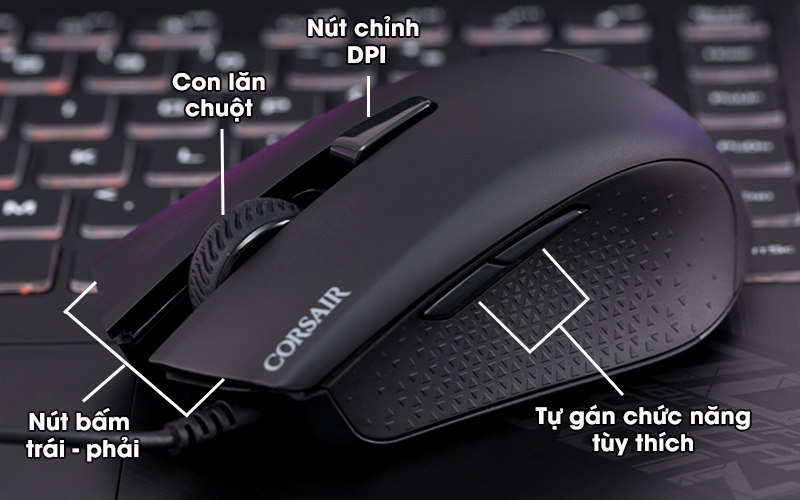 Nút chỉnh
DPI
Con lăn
chuột
K
L
M
CORSAIR
Nút bấm
trái - phải
Tự gán chức năng
tùy thích